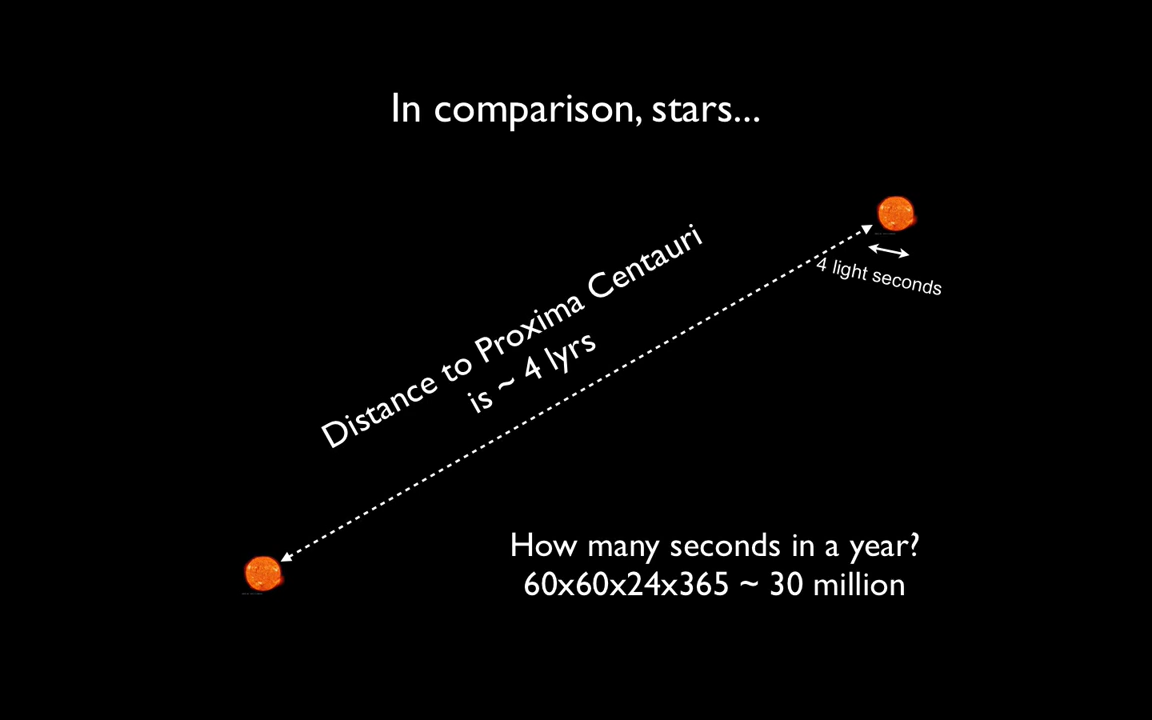 In comparison, stars...
Distance to Proxima Centauri
is ~ 4 lyrs
4 light seconds
How many seconds in a year?
60x60x24x365 ~ 30 million